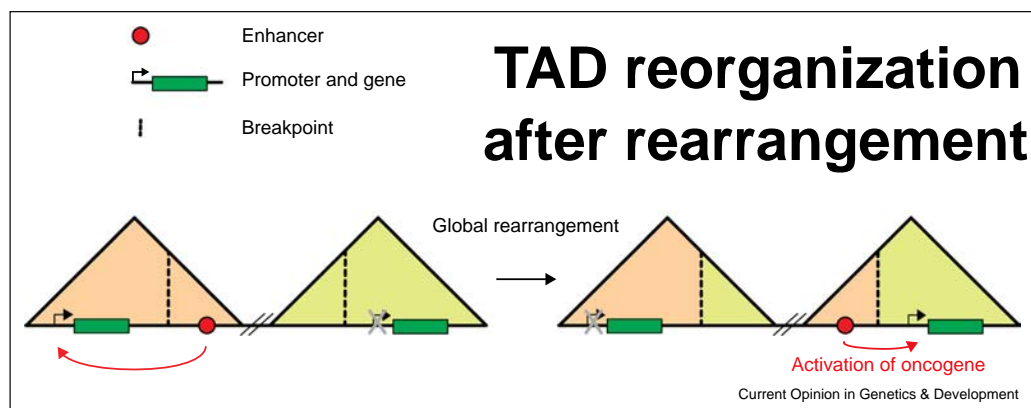 Enhancer
Promoter and gene
Breakpoint
TAD reorganization
after rearrangement
Global rearrangement
Activation of oncogene
Current Opinion in Genetics & Development